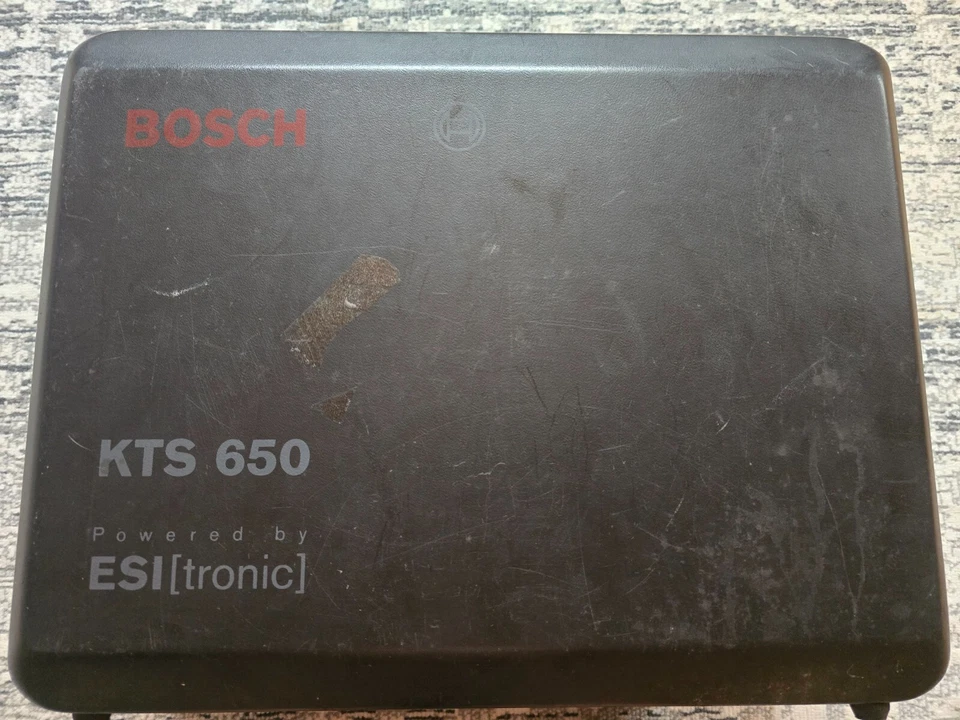 BOSCH
KTS 650
Powered by
ESI[tronic]